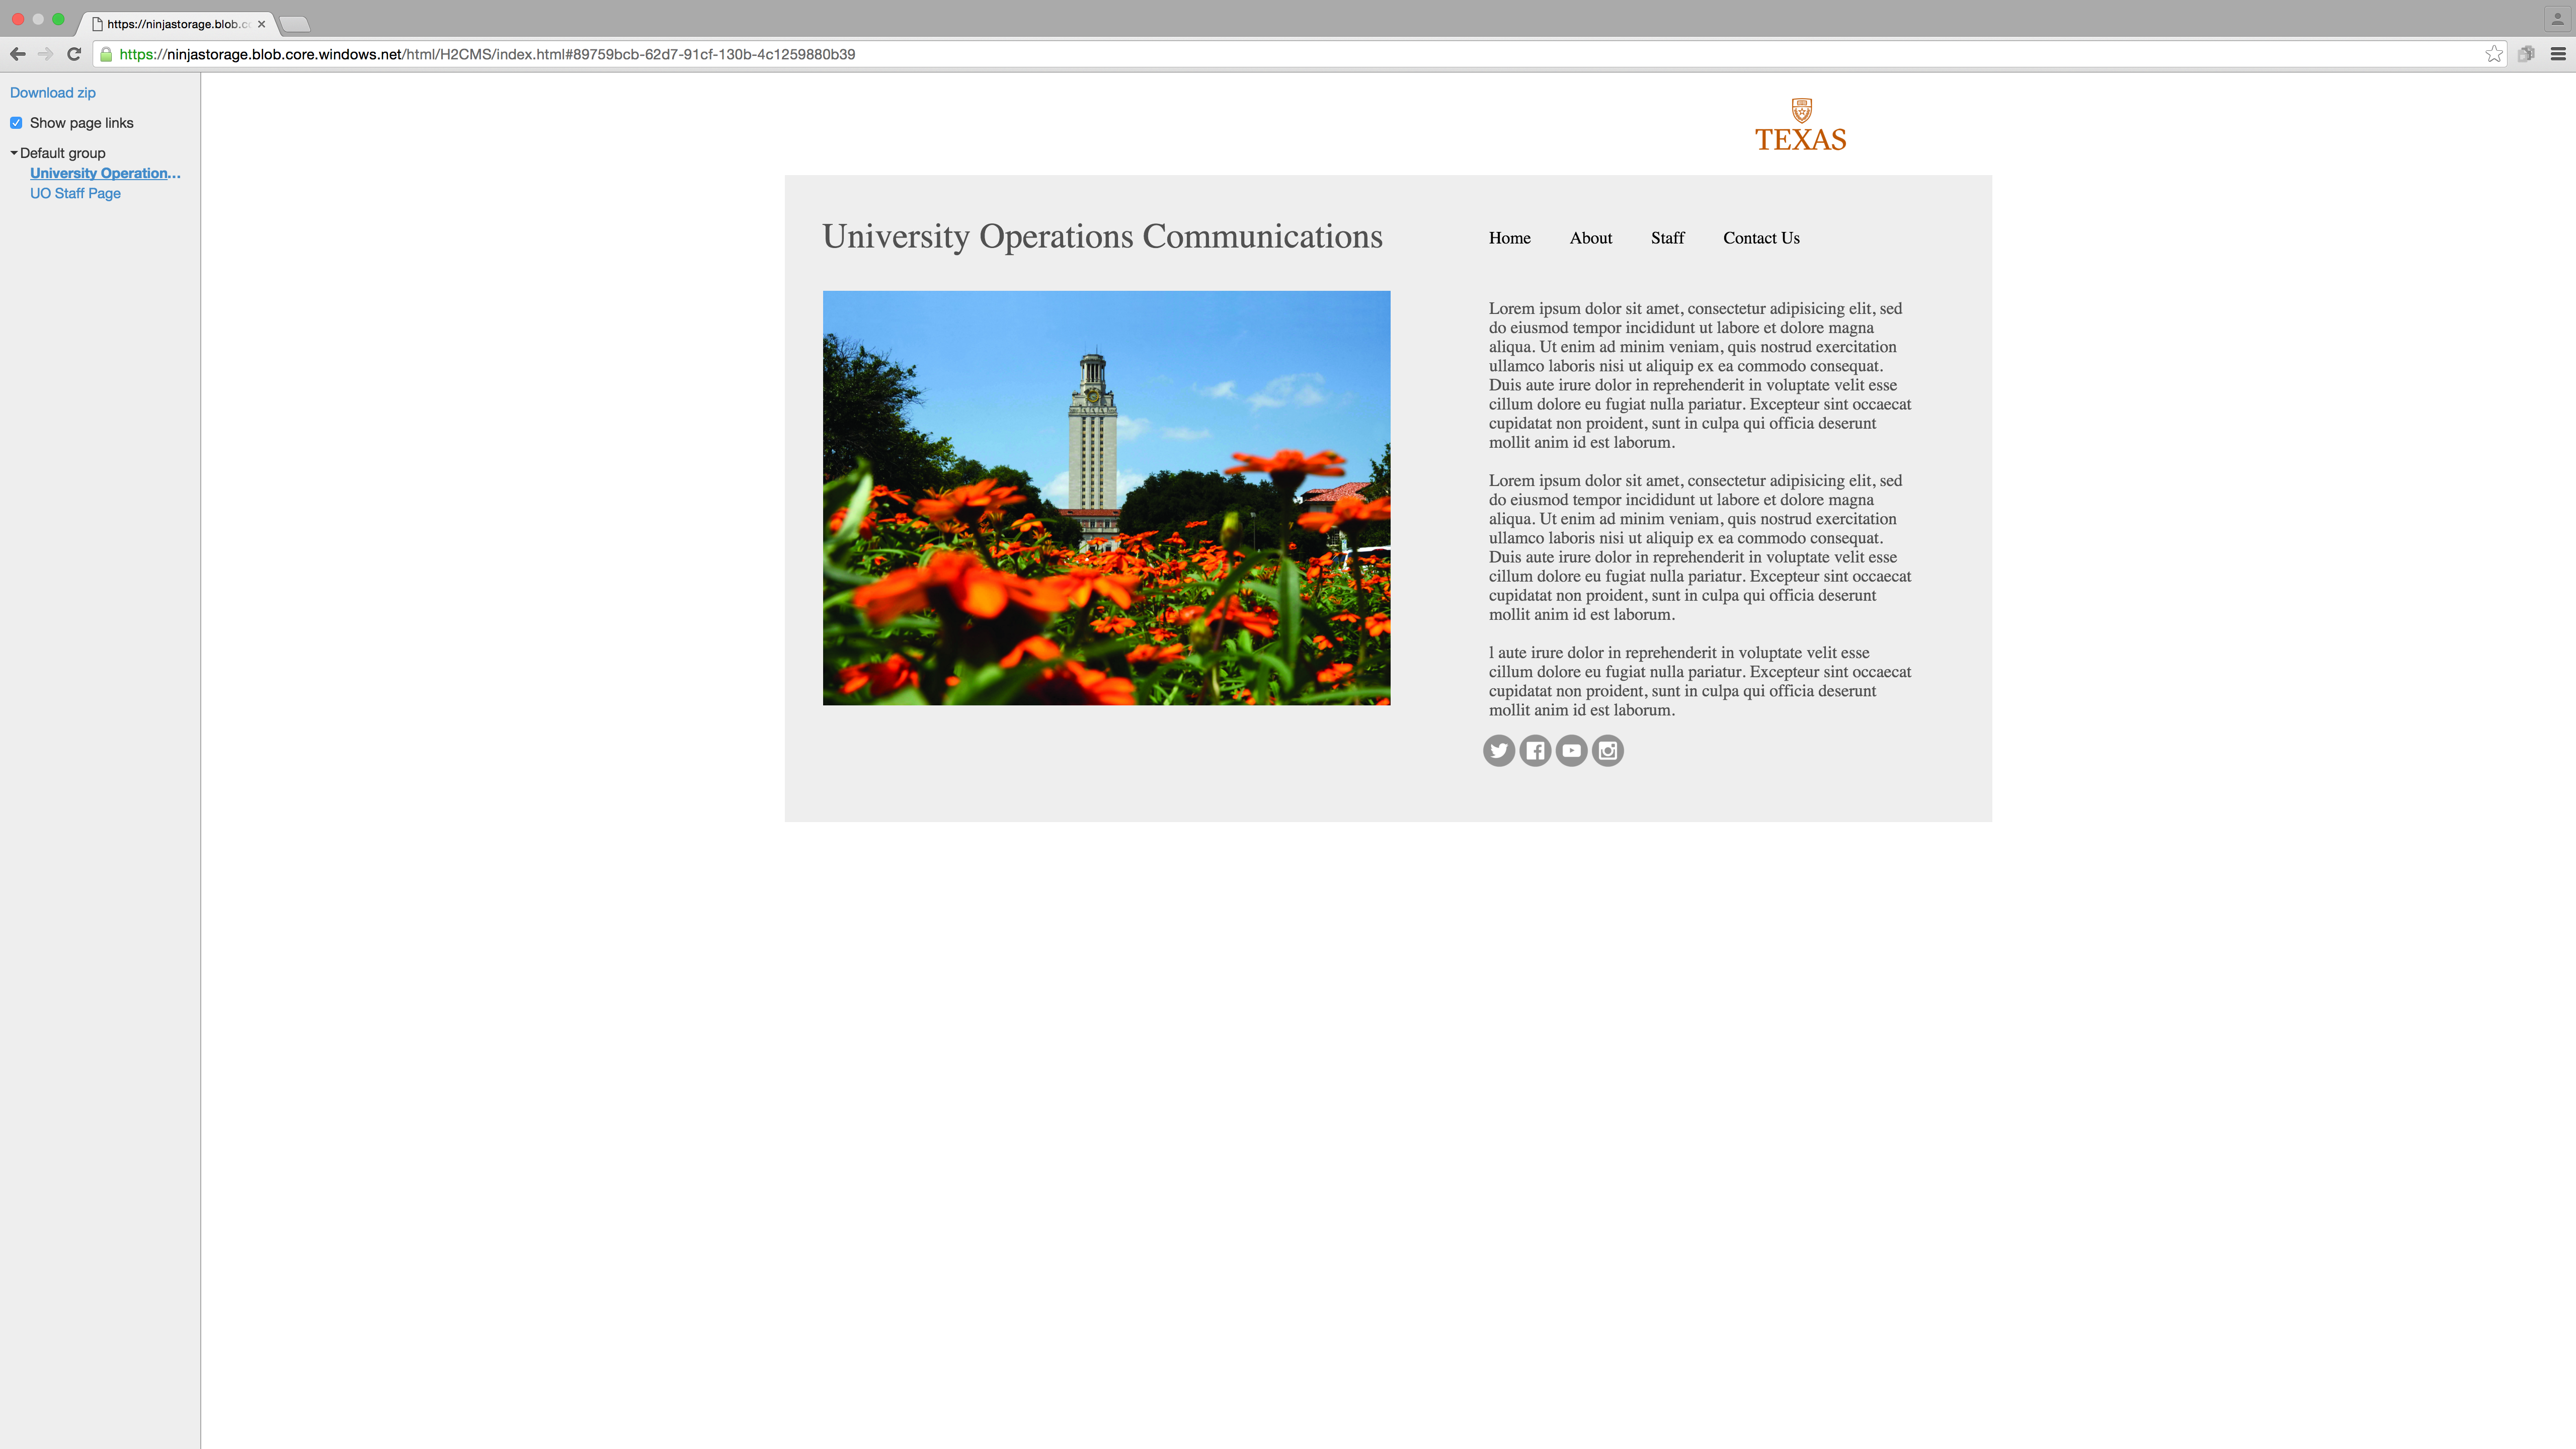 https://ninjastorage.blob.c
https://ninjastorage.blob.core.windows.net/html/H2CMS/index.html#89759bcb-62d7-91cf-130b-4c1259880b39
Download zip
Show page links
Default group
University Operation...
UO Staff Page
TEXAS
University Operations Communications
Home About Staff Contact Us
Lorem ipsum dolor sit amet, consectetur adipisicing elit, sed
do eiusmod tempor incididunt ut labore et dolore magna
aliqua. Ut enim ad minim veniam, quis nostrud exercitation
ullamco laboris nisi ut aliquip ex ea commodo consequat.
Duis aute irure dolor in reprehenderit in voluptate velit esse
cillum dolore eu fugiat nulla pariatur. Excepteur sint occaecat
cupidatat non proident, sunt in culpa qui officia deserunt
mollit anim id est laborum.
Lorem ipsum dolor sit amet, consectetur adipisicing elit, sed
do eiusmod tempor incididunt ut labore et dolore magna
aliqua. Ut enim ad minim veniam, quis nostrud exercitation
ullamco laboris nisi ut aliquip ex ea commodo consequat.
Duis aute irure dolor in reprehenderit in voluptate velit esse
cillum dolore eu fugiat nulla pariatur. Excepteur sint occaecat
cupidatat non proident, sunt in culpa qui officia deserunt
mollit anim id est laborum.
l aute irure dolor in reprehenderit in voluptate velit esse
cillum dolore eu fugiat nulla pariatur. Excepteur sint occaecat
cupidatat non proident, sunt in culpa qui officia deserunt
mollit anim id est laborum.